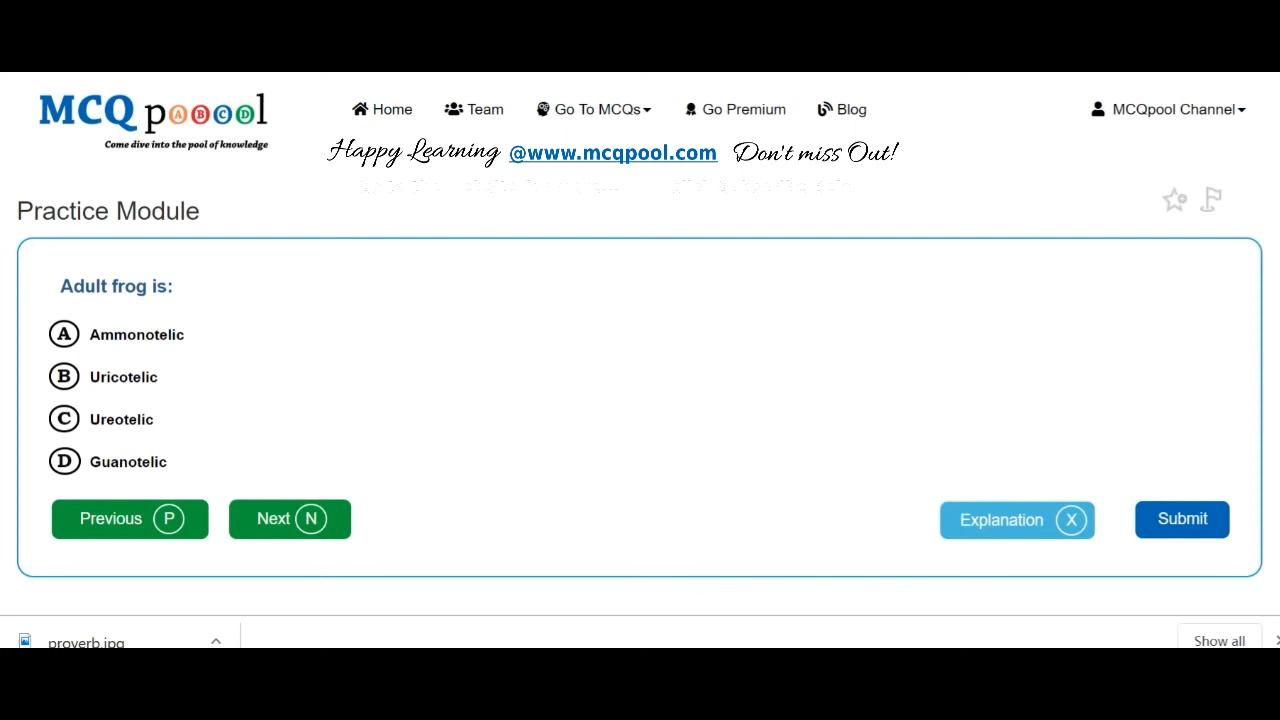 MCQ pABCDl
Come dive into the pool of knowledge
Home Team Go To MCQs Go Premium Blog MCQpool Channel
Happy Learning @www.mcqpool.com Don't miss Out!
Practice Module
Adult frog is:
A Ammonotelic
B Uricotelic
C Ureotelic
D Guanotelic
Previous P Next N Explanation X Submit
proverb.jpg Show all